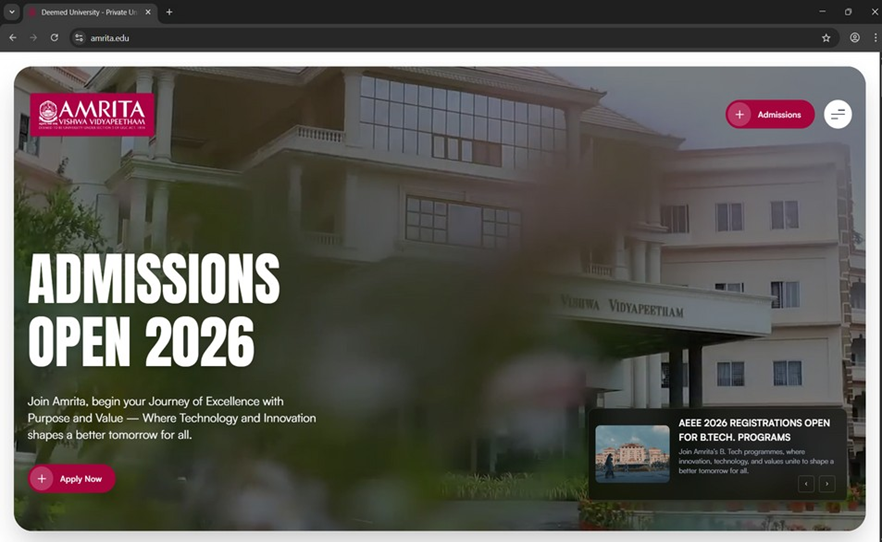 Deemed University - Private Un
amrita.edu
AMRITA
VISHWA VIDYAPEETHAM
Admissions
ADMISSIONS
OPEN 2026
VISHWA VIDYAPEETHAM
Join Amrita, begin your Journey of Excellence with
Purpose and Value — Where Technology and Innovation
shapes a better tomorrow for all.
Apply Now
AEEE 2026 REGISTRATIONS OPEN
FOR B.TECH. PROGRAMS
Join Amrita's B. Tech programmes, where
innovation, technology, and values unite to shape a
better tomorrow for all.